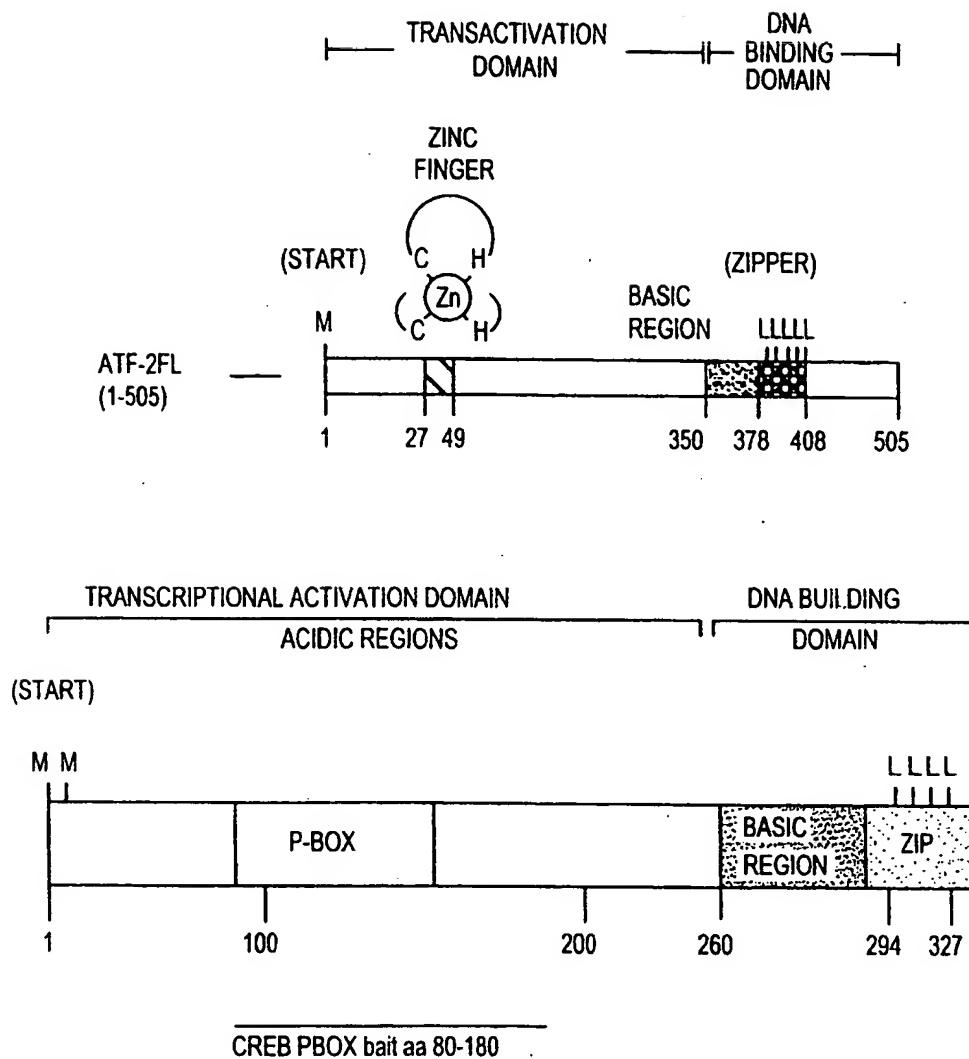 TRANSACTIVATION
DOMAIN
DNA
BINDING
DOMAIN
ZINC
FINGER
C H
Zn
C H
(START)
(ZIPPER)
M
BASIC
REGION
LLLLL
ATF-2FL
(1-505)
1 27 49 350 378 408 505
TRANSCRIPTIONAL ACTIVATION DOMAIN
ACIDIC REGIONS
DNA BUILDING
DOMAIN
(START)
M M
L L L L
P-BOX
BASIC
REGION
ZIP
1 100 200 260 294 327
CREB PBOX bait aa 80-180